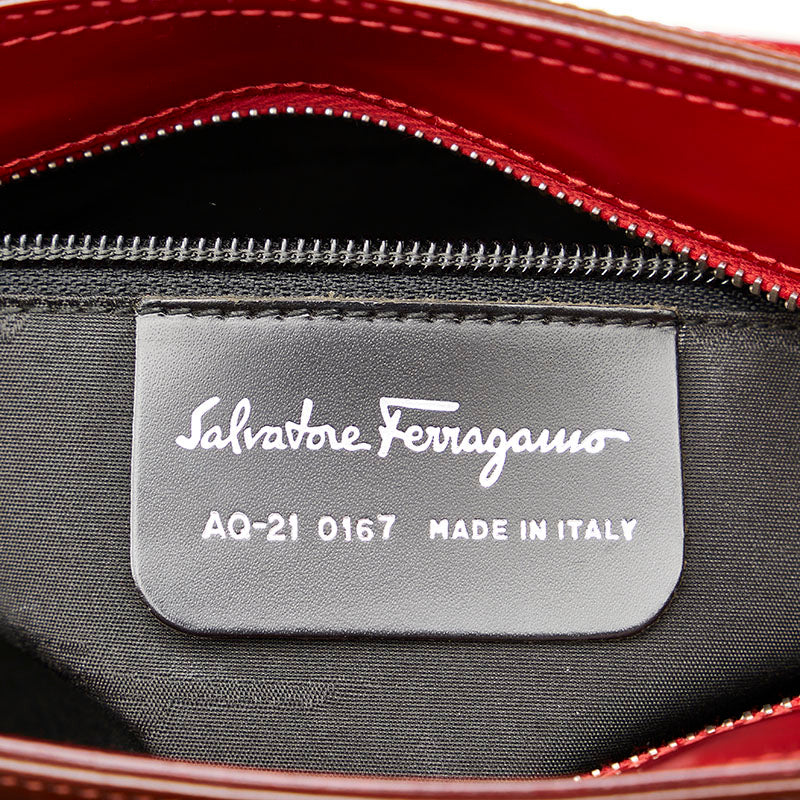 Salvatore Ferragamo
AQ-21 0167 MADE IN ITALY